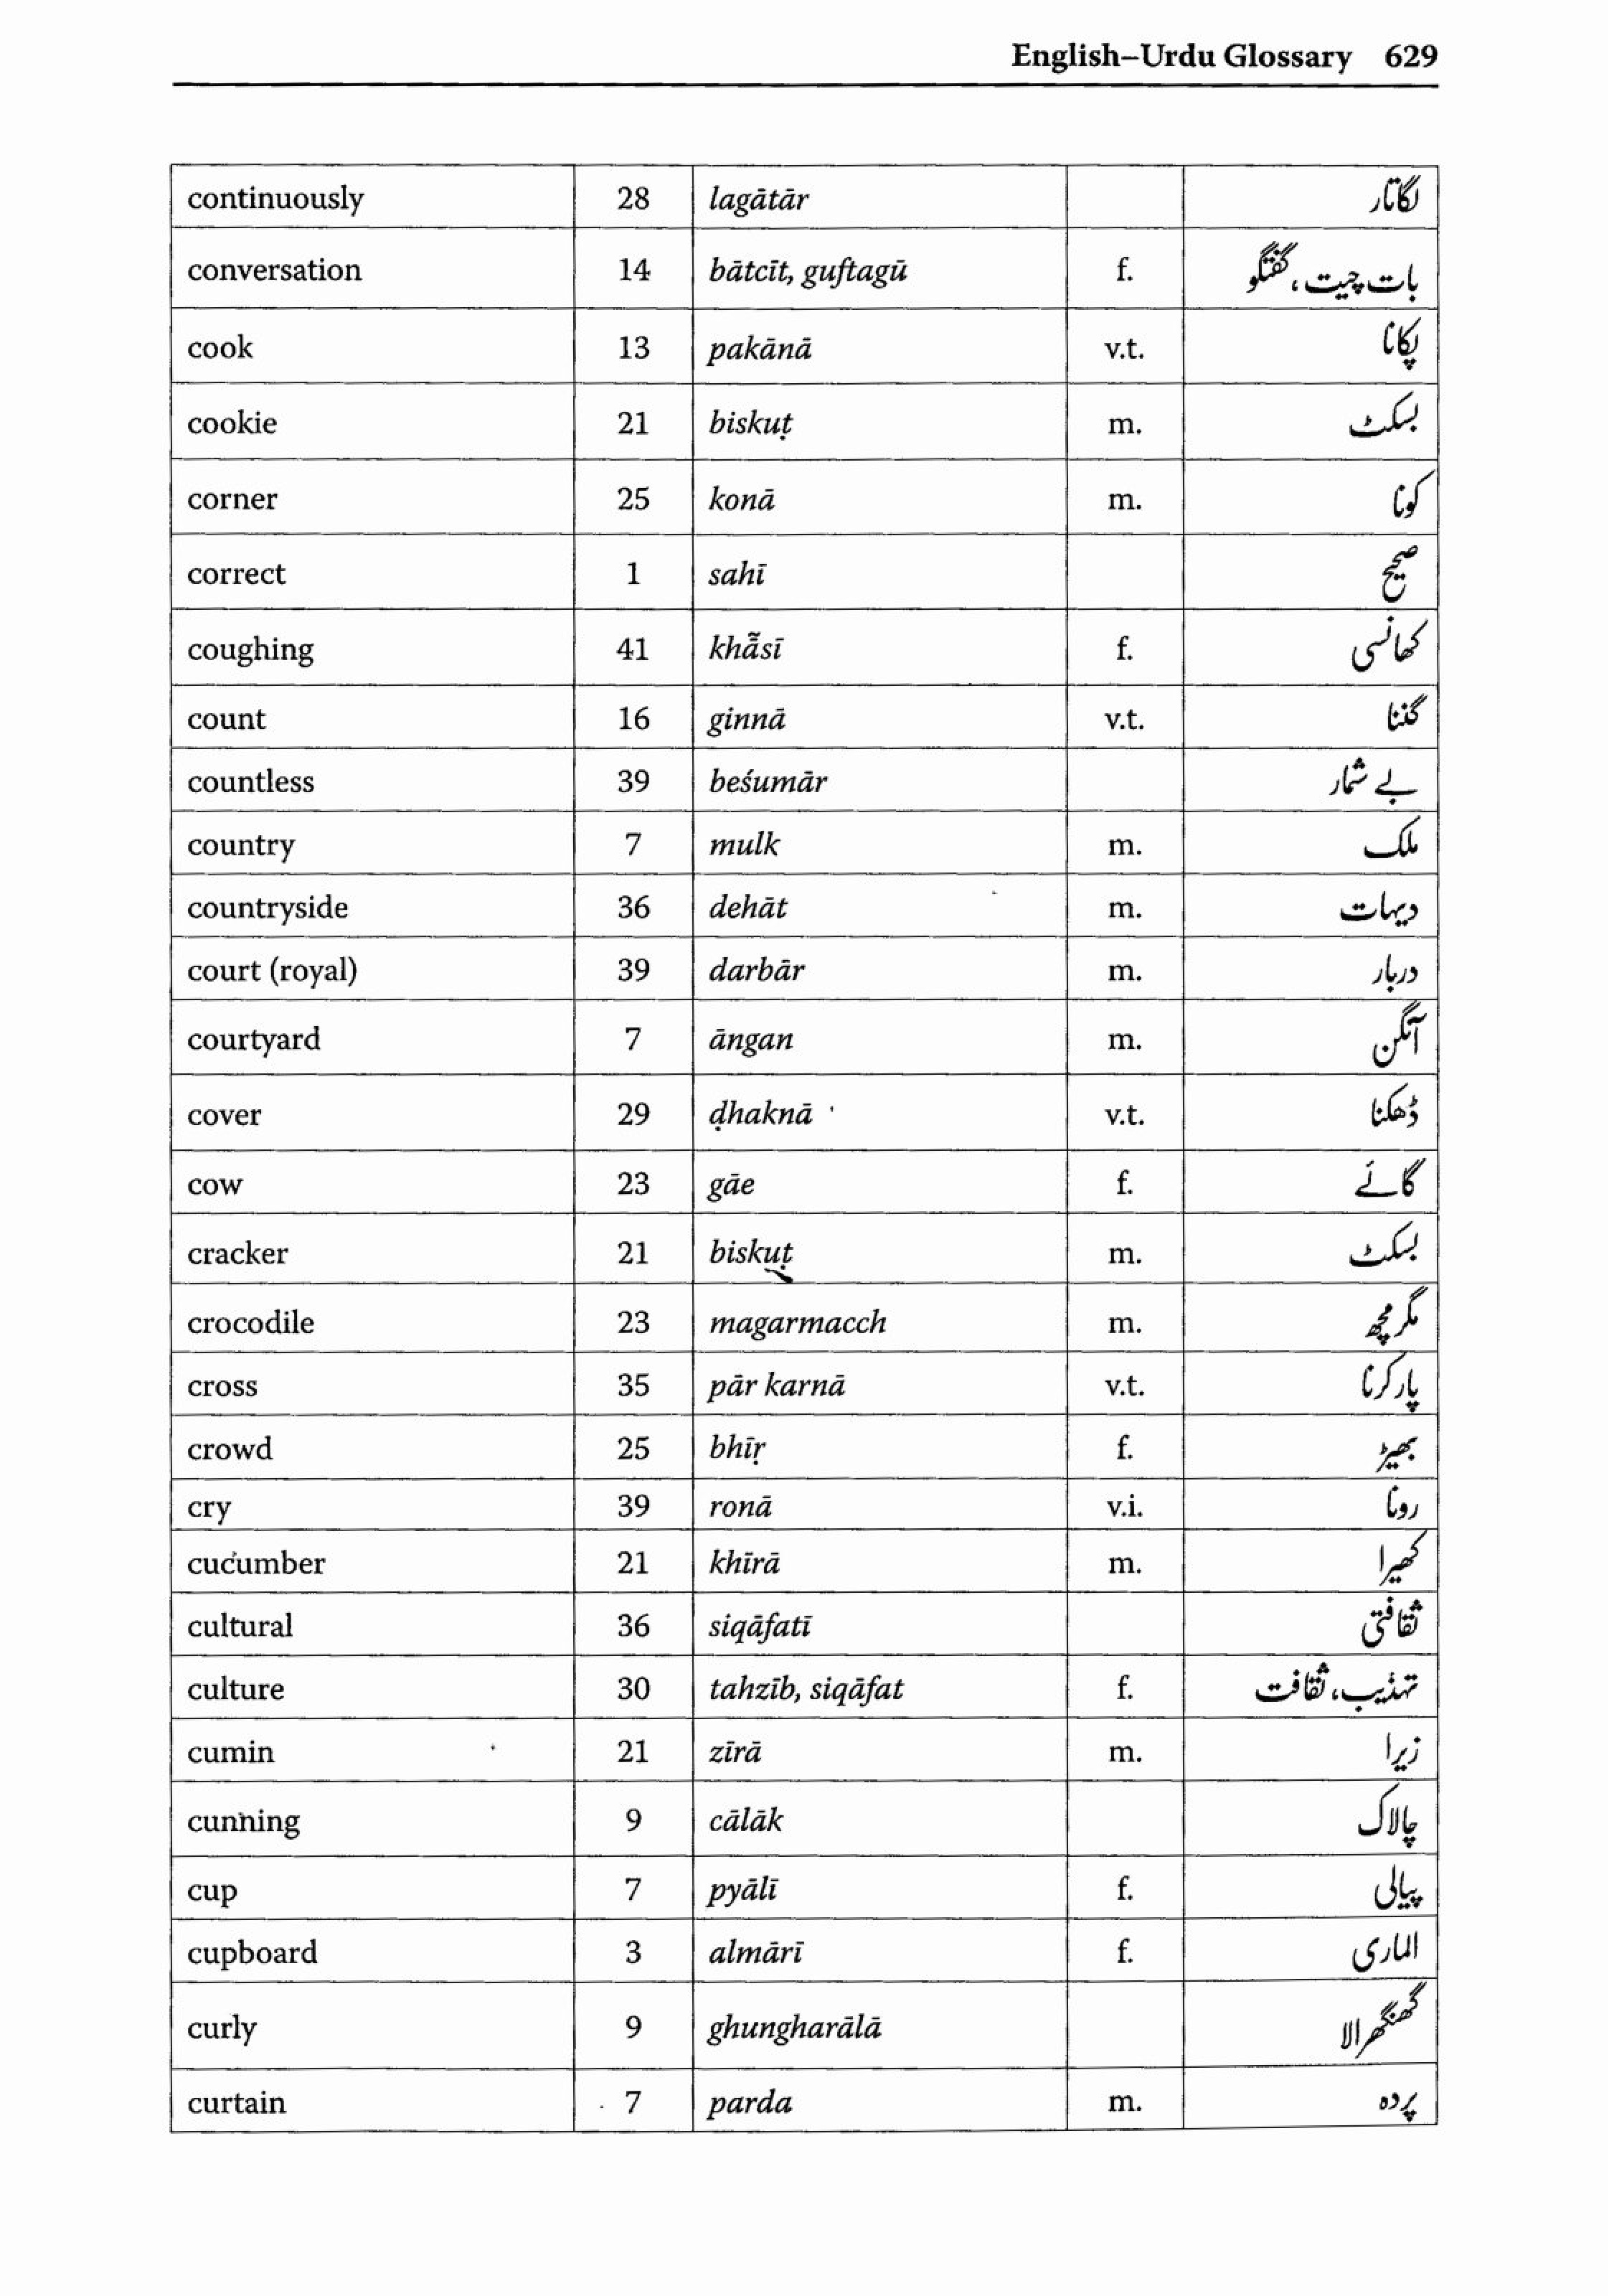 English–Urdu Glossary 629
continuously 28 lagātār لگاتار
conversation 14 bātcīt, guftagū f. بات چیت، گفتگو
cook 13 pakānā v.t. پکانا
cookie 21 biskuṭ m. بسکٹ
corner 25 konā m. کونا
correct 1 sahī صحیح
coughing 41 khā̃sī f. کھانسی
count 16 ginnā v.t. گننا
countless 39 beśumār بے شمار
country 7 mulk m. ملک
countryside 36 dehāt m. دیہات
court (royal) 39 darbār m. دربار
courtyard 7 āngan m. آنگن
cover 29 ḍhaknā v.t. ڈھکنا
cow 23 gāe f. گائے
cracker 21 biskuṭ m. بسکٹ
crocodile 23 magarmacch m. مگرمچھ
cross 35 pār karnā v.t. پار کرنا
crowd 25 bhīṛ f. بھیڑ
cry 39 ronā v.i. رونا
cucumber 21 khīrā m. کھیرا
cultural 36 siqāfatī ثقافتی
culture 30 tahzīb, siqāfat f. تہذیب، ثقافت
cumin 21 zīrā m. زیرا
cunning 9 cālāk چالاک
cup 7 pyālī f. پیالی
cupboard 3 almārī f. الماری
curly 9 ghungharālā گھنگھرالا
curtain 7 parda m. پردہ